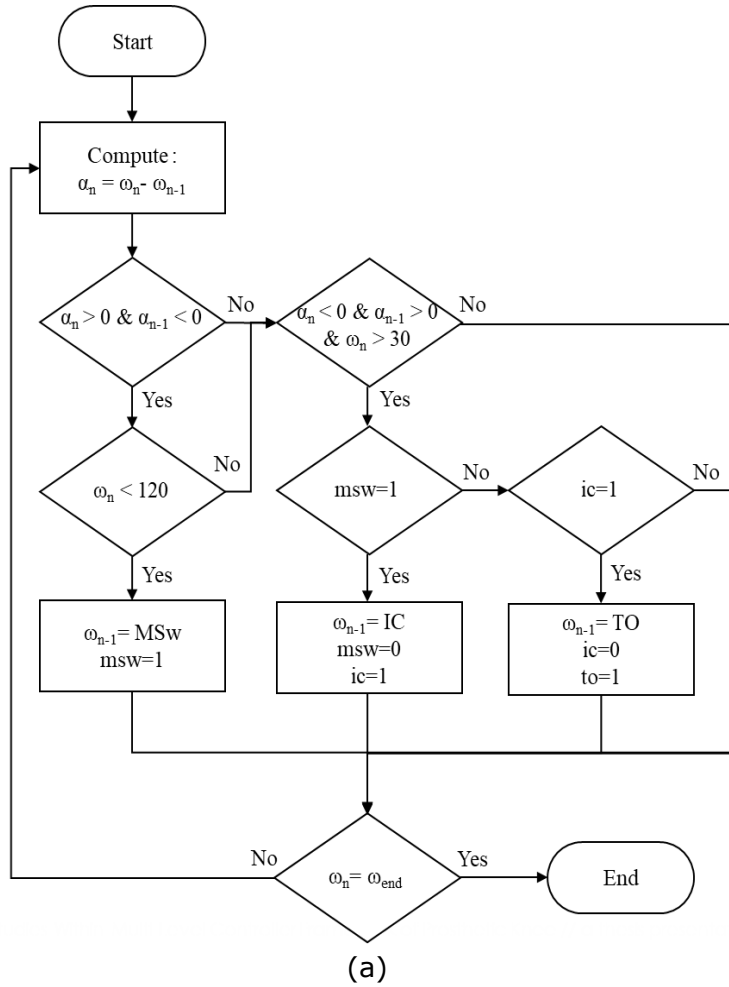 Start
Compute:
αₙ = ωₙ- ωₙ₋₁
αₙ > 0 & αₙ₋₁ < 0
No
αₙ < 0 & αₙ₋₁ > 0
& ωₙ > 30
No
Yes
Yes
ωₙ < 120
No
msw=1
No
ic=1
No
Yes
Yes
Yes
ωₙ₋₁= MSw
msw=1
ωₙ₋₁= IC
msw=0
ic=1
ωₙ₋₁= TO
ic=0
to=1
No
ωₙ= ωend
Yes
End
(a)